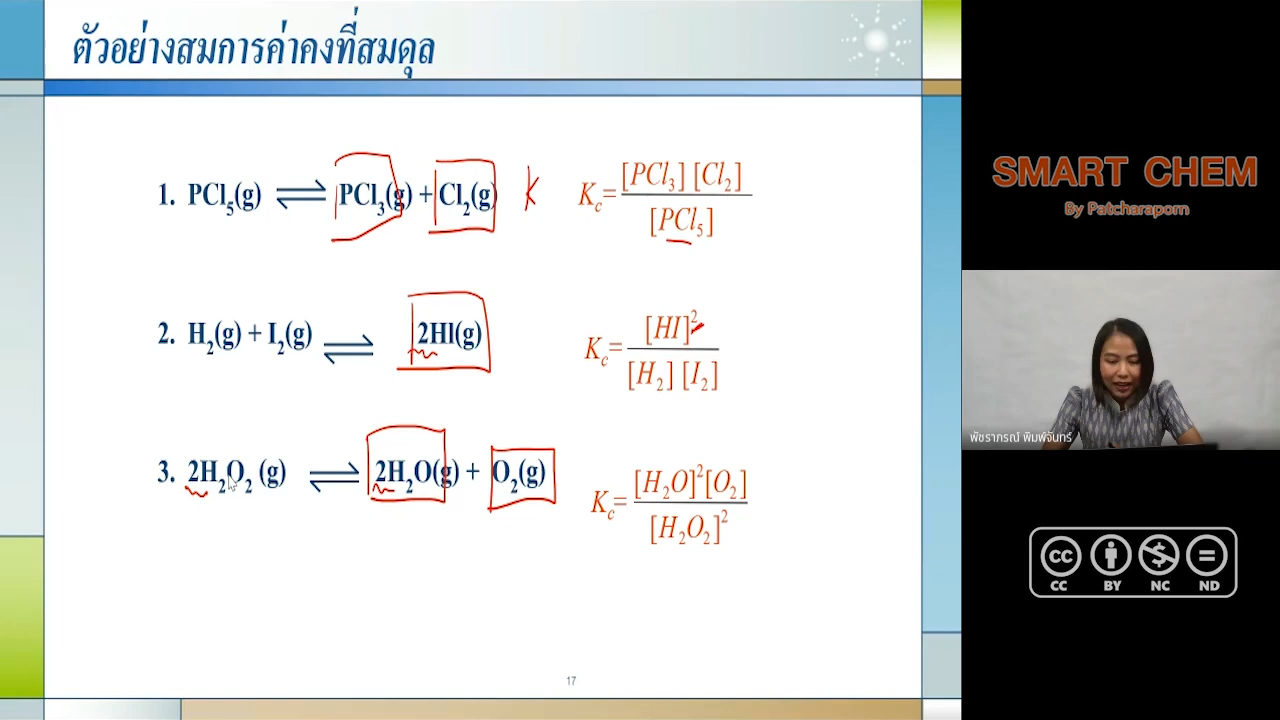 ตัวอย่างสมการค่าคงที่สมดุล
1. PCl₅(g) ⇌ PCl₃(g) + Cl₂(g) K K_c = [PCl₃] [Cl₂] / [PCl₅]
2. H₂(g) + I₂(g) ⇌ 2HI(g) K_c = [HI]² / [H₂] [I₂]
3. 2H₂O₂ (g) ⇌ 2H₂O(g) + O₂(g) K_c = [H₂O]²[O₂] / [H₂O₂]²
17
SMART CHEM
By Patcharaporn
พัชราภรณ์ พิมพ์จันทร์
CC BY NC ND